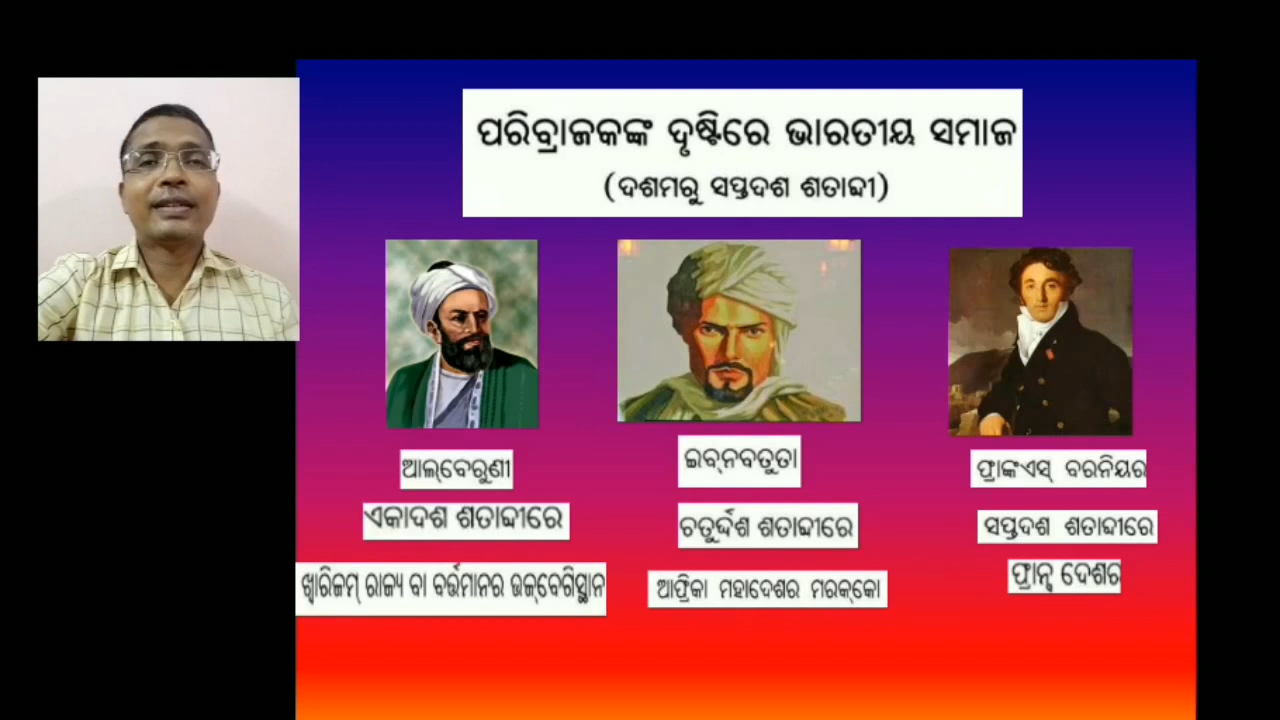 ପରିବ୍ରାଜକଙ୍କ ଦୃଷ୍ଟିରେ ଭାରତୀୟ ସମାଜ
(ଦଶମରୁ ସପ୍ତଦଶ ଶତାବ୍ଦୀ)
ଆଲ୍‌ବେରୁଣୀ
ଏକାଦଶ ଶତାବ୍ଦୀରେ
ଖ୍ୱାରିଜମ୍ ରାଜ୍ୟ ବା ବର୍ତ୍ତମାନର ଉଜ୍‌ବେଗିସ୍ଥାନ
ଇବ୍‌ନବତୁତା
ଚତୁର୍ଦ୍ଦଶ ଶତାବ୍ଦୀରେ
ଆଫ୍ରିକା ମହାଦେଶର ମରକ୍‌କୋ
ଫ୍ରାଙ୍କଏସ୍ ବରନିୟର
ସପ୍ତଦଶ ଶତାବ୍ଦୀରେ
ଫ୍ରାନ୍ସ ଦେଶର